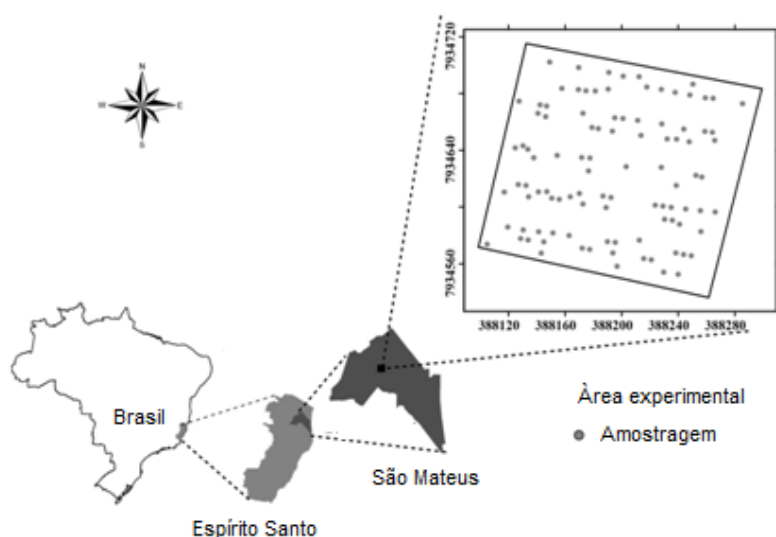 N
W E
S
7934720
7934640
7934560
388120 388160 388200 388240 388280
Brasil
Espírito Santo
São Mateus
Àrea experimental
Amostragem